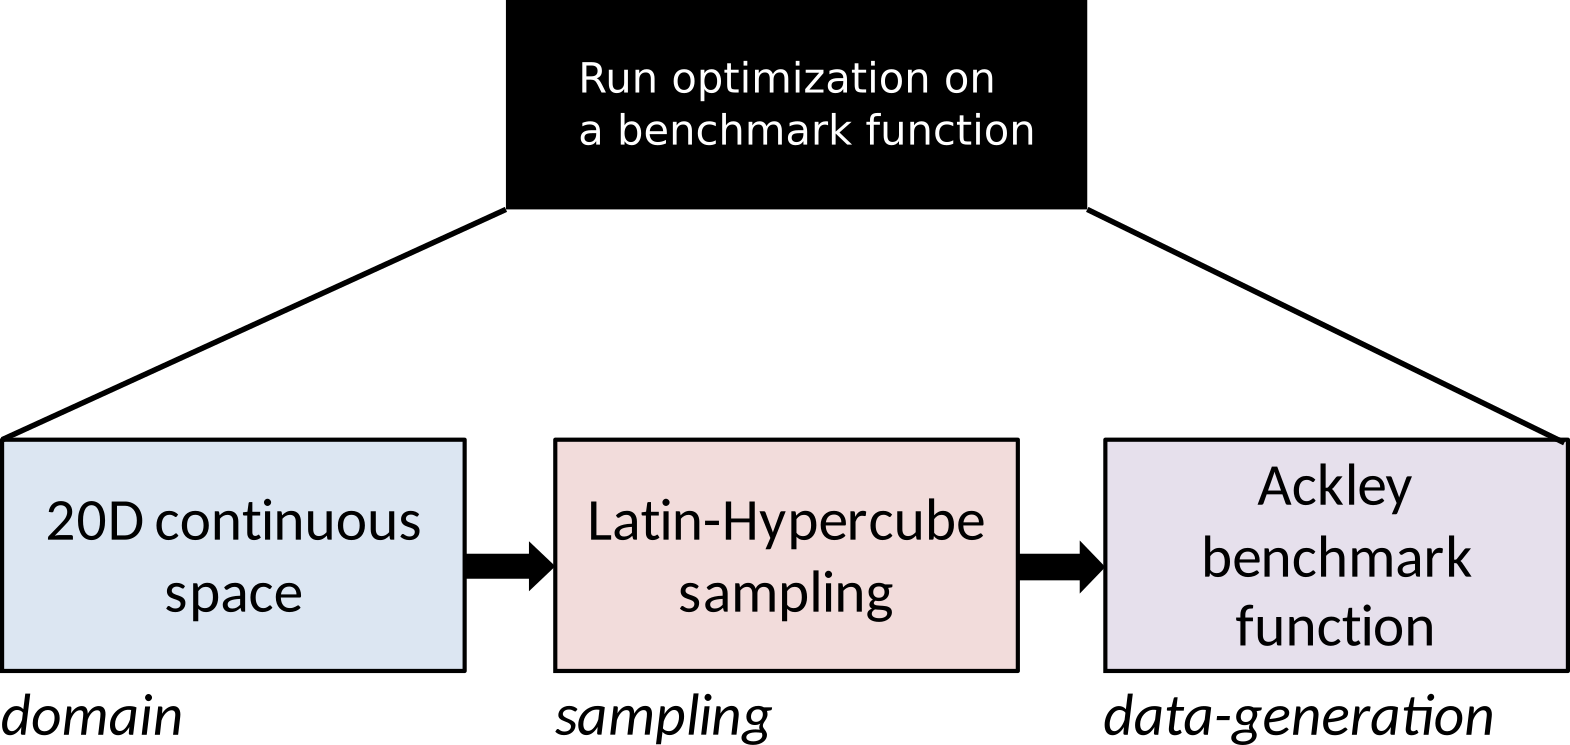 Run optimization on
a benchmark function
20D continuous
space
Latin-Hypercube
sampling
Ackley
benchmark
function
domain
sampling
data-generation